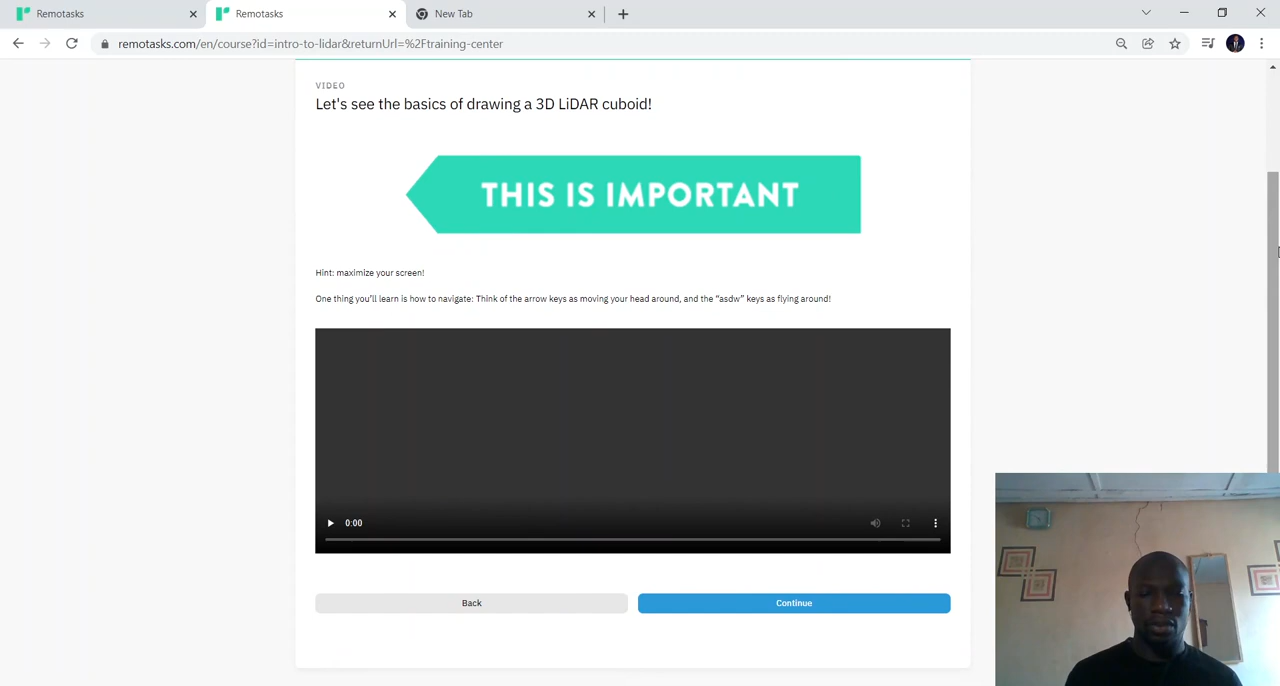 Remotasks
Remotasks
New Tab
remotasks.com/en/course?id=intro-to-lidar&returnUrl=%2Ftraining-center
VIDEO
Let's see the basics of drawing a 3D LiDAR cuboid!
THIS IS IMPORTANT
Hint: maximize your screen!
One thing you'll learn is how to navigate: Think of the arrow keys as moving your head around, and the “asdw” keys as flying around!
0:00
Back
Continue